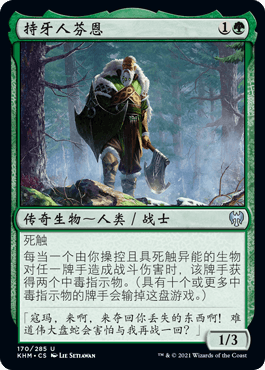 持牙人芬恩 1
传奇生物～人类 / 战士
死触
每当一个由你操控且具死触异能的生物
对任一牌手造成战斗伤害时，该牌手获
得两个中毒指示物。（具有十个或更多中
毒指示物的牌手会输掉这盘游戏。）
「寇玛，来啊，来夺回你丢失的东西啊！难
道伟大盘蛇会害怕与我再战一回？」
1/3
170/285 U
KHM • CS LIE SETIAWAN
™ & © 2021 Wizards of the Coast